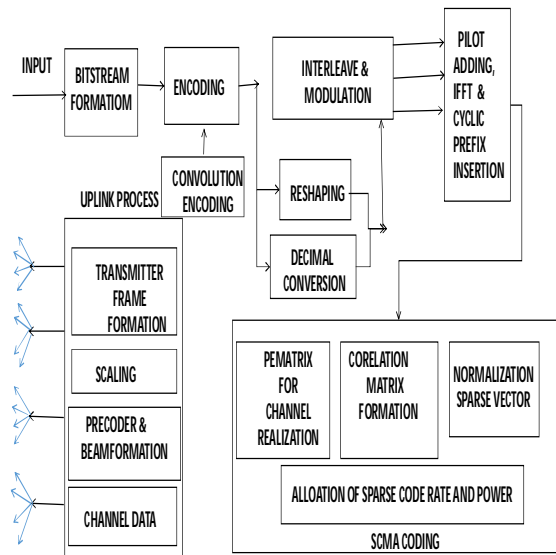 INPUT
BITSTREAM
FORMATIOM
ENCODING
INTERLEAVE &
MODULATION
PILOT
ADDING,
IFFT &
CYCLIC
PREFIX
INSERTION
CONVOLUTION
ENCODING
RESHAPING
DECIMAL
CONVERSION
UPLINK PROCESS
TRANSMITTER
FRAME
FORMATION
SCALING
PRECODER &
BEAMFORMATION
CHANNEL DATA
PEMATRIX
FOR
CHANNEL
REALIZATION
CORELATION
MATRIX
FORMATION
NORMALIZATION
SPARSE VECTOR
ALLOATION OF SPARSE CODE RATE AND POWER
SCMA CODING